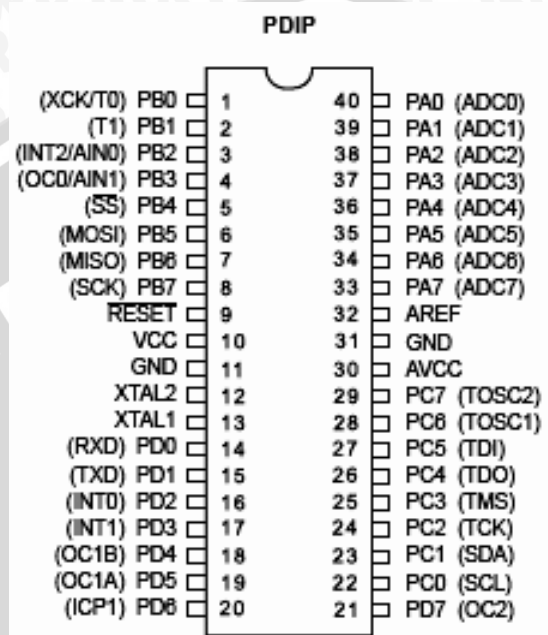 PDIP
(XCK/T0) PB0 1 40 PA0 (ADC0)
(T1) PB1 2 39 PA1 (ADC1)
(INT2/AIN0) PB2 3 38 PA2 (ADC2)
(OC0/AIN1) PB3 4 37 PA3 (ADC3)
(SS) PB4 5 36 PA4 (ADC4)
(MOSI) PB5 6 35 PA5 (ADC5)
(MISO) PB6 7 34 PA6 (ADC6)
(SCK) PB7 8 33 PA7 (ADC7)
RESET 9 32 AREF
VCC 10 31 GND
GND 11 30 AVCC
XTAL2 12 29 PC7 (TOSC2)
XTAL1 13 28 PC6 (TOSC1)
(RXD) PD0 14 27 PC5 (TDI)
(TXD) PD1 15 26 PC4 (TDO)
(INT0) PD2 16 25 PC3 (TMS)
(INT1) PD3 17 24 PC2 (TCK)
(OC1B) PD4 18 23 PC1 (SDA)
(OC1A) PD5 19 22 PC0 (SCL)
(ICP1) PD6 20 21 PD7 (OC2)